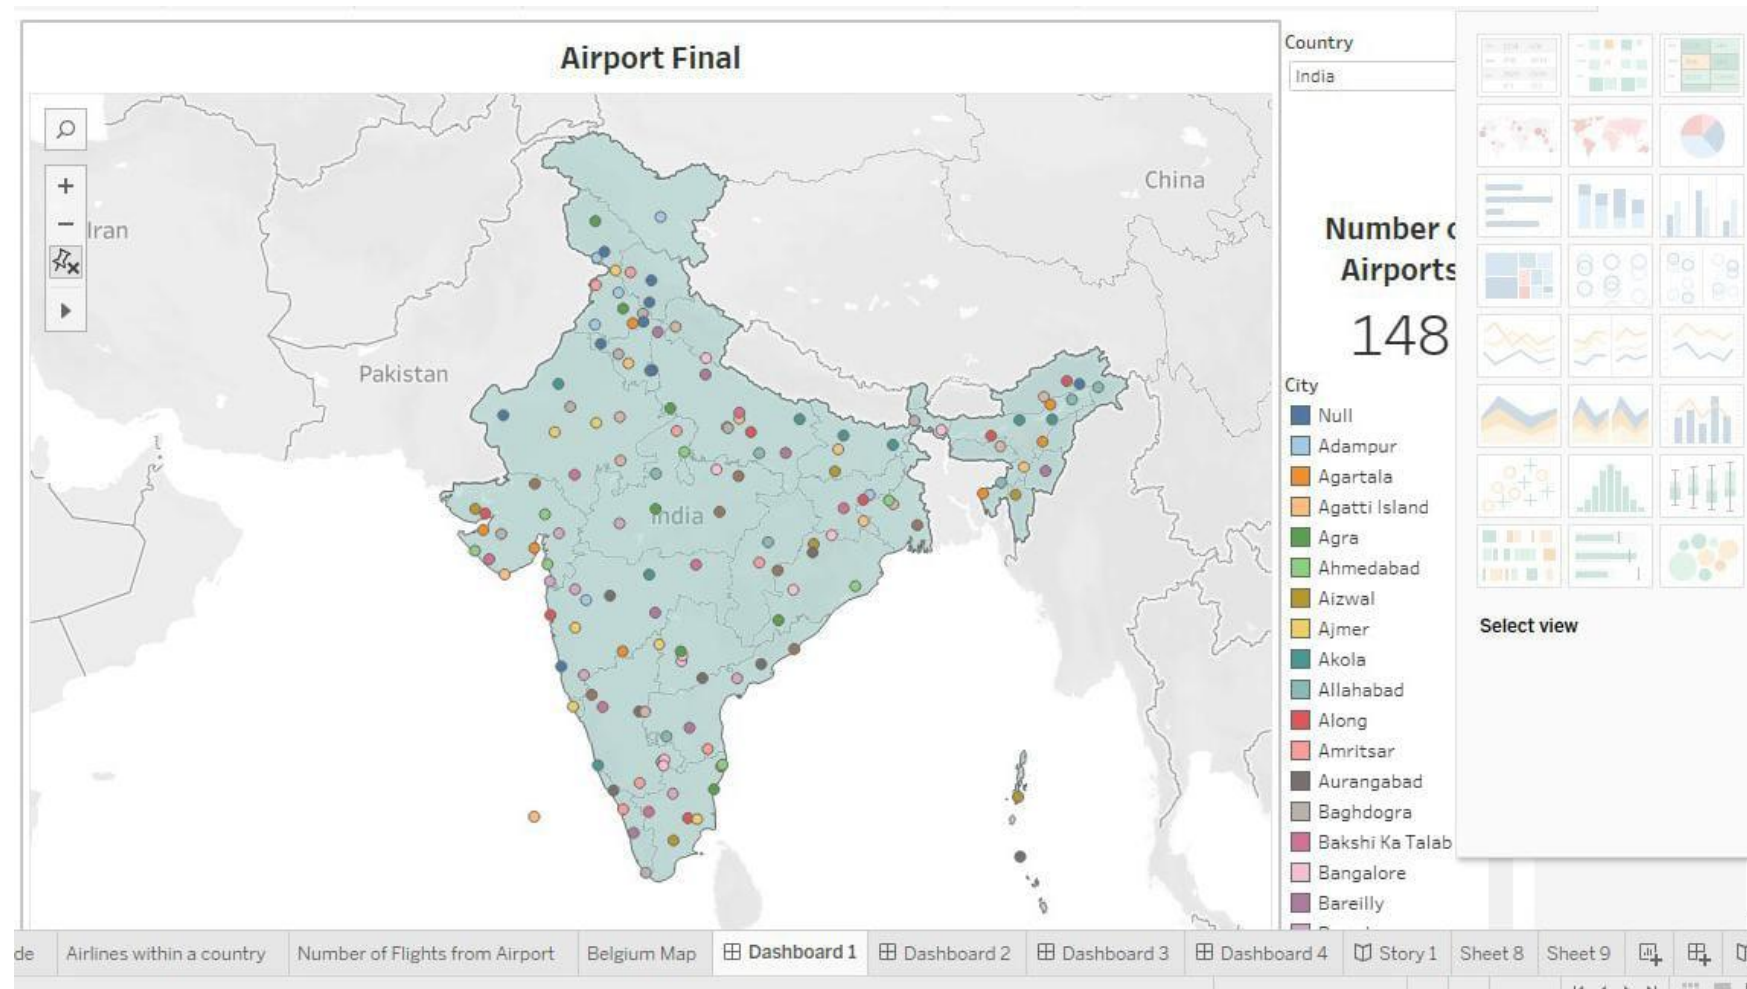 Airport Final
Iran
China
Pakistan
India
Country
India
Number
Airports
148
City
Null
Adampur
Agartala
Agatti Island
Agra
Ahmedabad
Aizwal
Ajmer
Akola
Allahabad
Along
Amritsar
Aurangabad
Baghdogra
Bakshi Ka Talab
Bangalore
Bareilly
Select view
de
Airlines within a country
Number of Flights from Airport
Belgium Map
Dashboard 1
Dashboard 2
Dashboard 3
Dashboard 4
Story 1
Sheet 8
Sheet 9